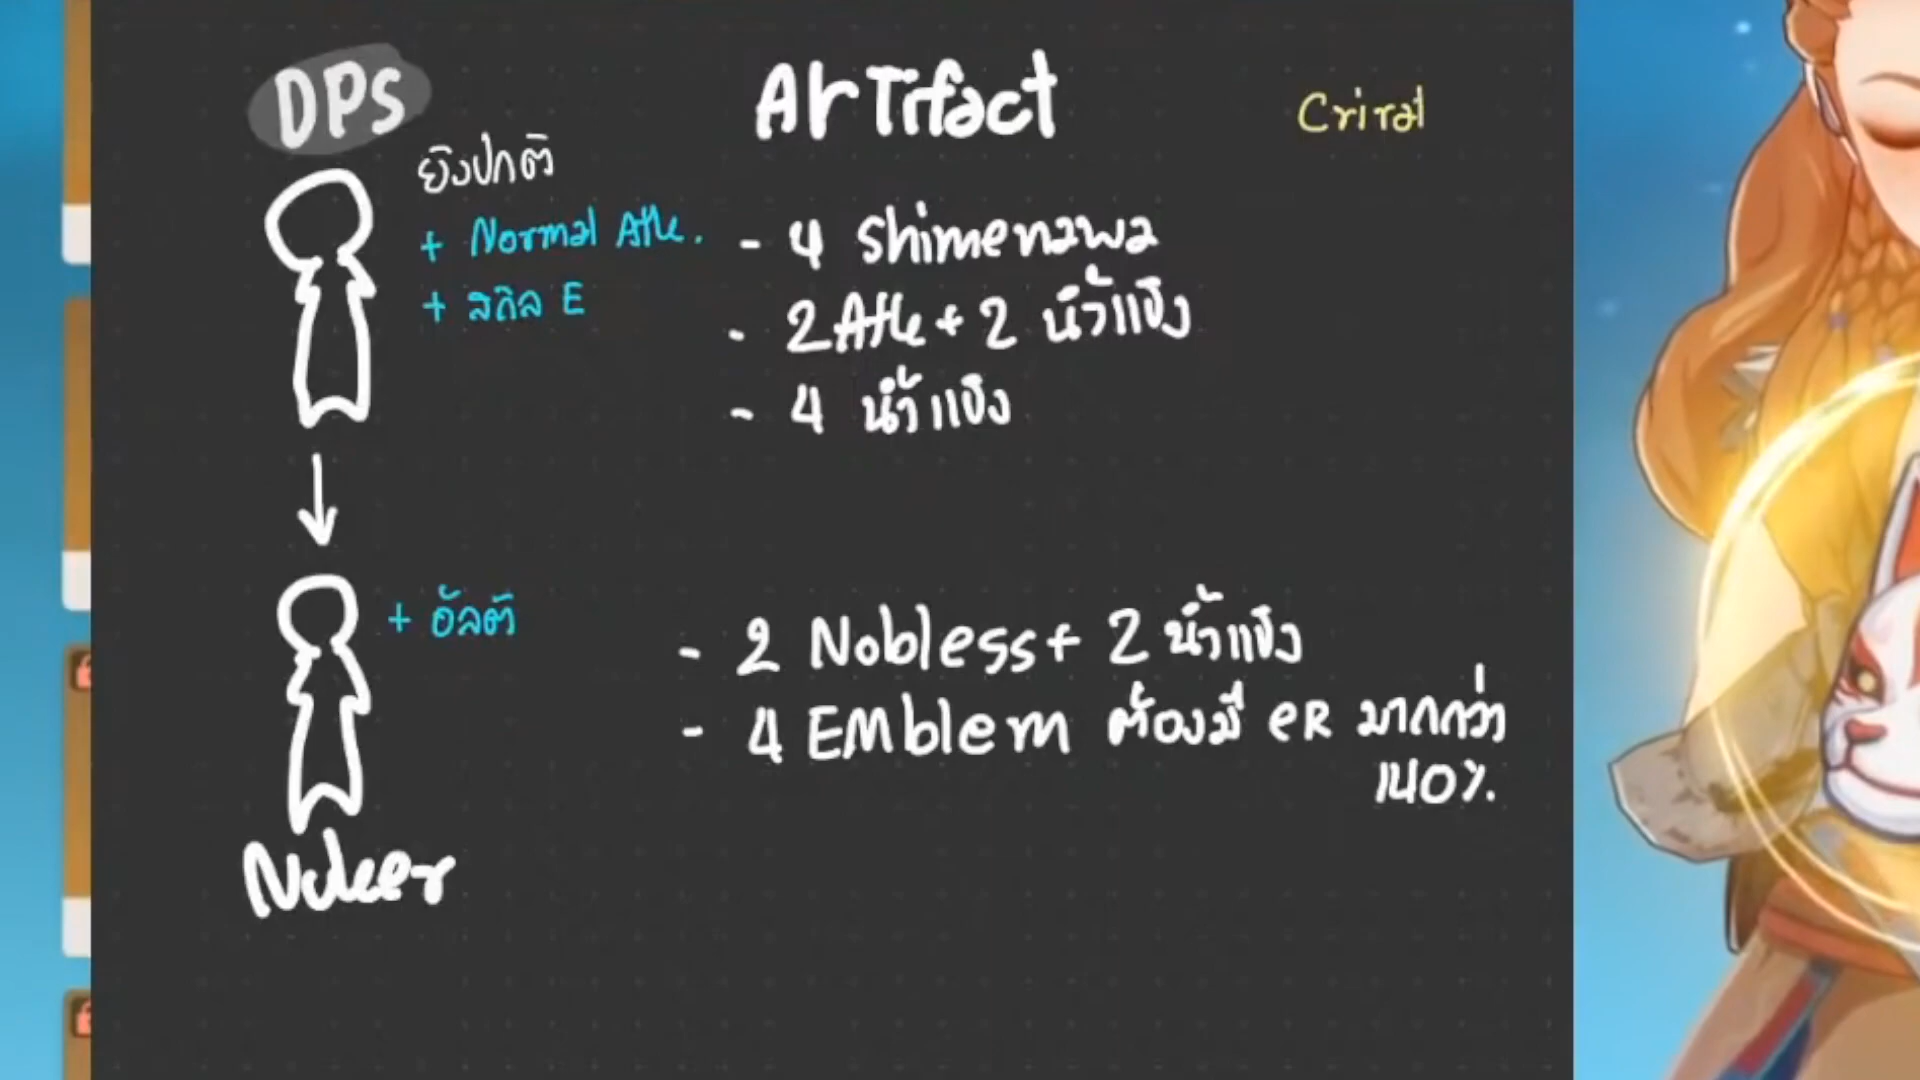 DPS
Artifact
Crirat
ยิงปกติ
+ Normal Atk.
+ สกิล E
- 4 Shimenawa
- 2 Atk + 2 น้ำแข็ง
- 4 น้ำแข็ง
+ อัลติ
- 2 Nobless + 2 น้ำแข็ง
- 4 Emblem ต้องมี eR มากกว่า
140%.
Nuker